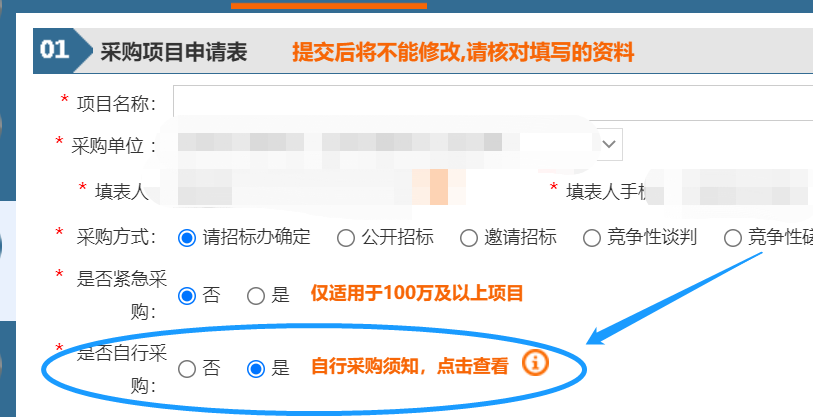 01 采购项目申请表 提交后将不能修改,请核对填写的资料
* 项目名称：
* 采购单位：
* 填表人 * 填表人手
* 采购方式： 请招标办确定 公开招标 邀请招标 竞争性谈判 竞争性
* 是否紧急采购： 否 是 仅适用于100万及以上项目
* 是否自行采购： 否 是 自行采购须知，点击查看